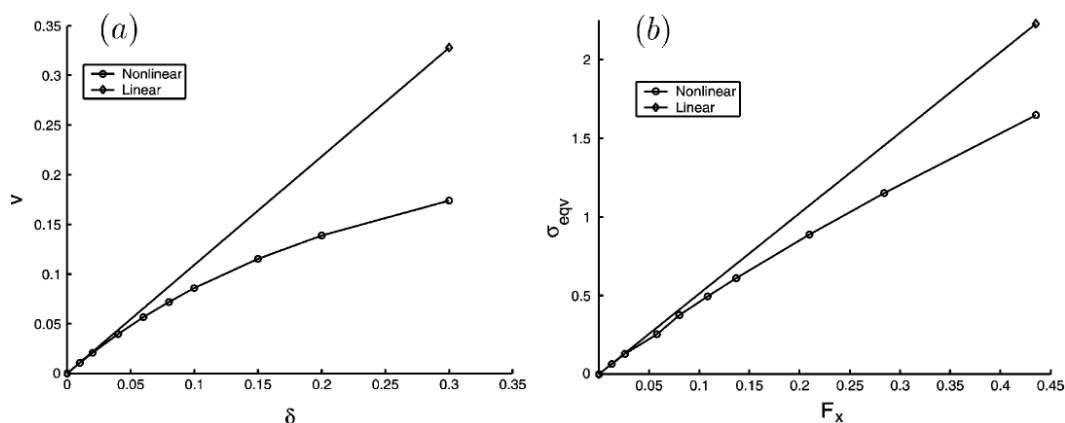 (a)
0.35
0.3
0.25
0.2
0.15
0.1
0.05
0
v
Nonlinear
Linear
0 0.05 0.1 0.15 0.2 0.25 0.3 0.35
δ
(b)
2
1.5
1
0.5
0
σeqv
Nonlinear
Linear
0.05 0.1 0.15 0.2 0.25 0.3 0.35 0.4 0.45
Fx